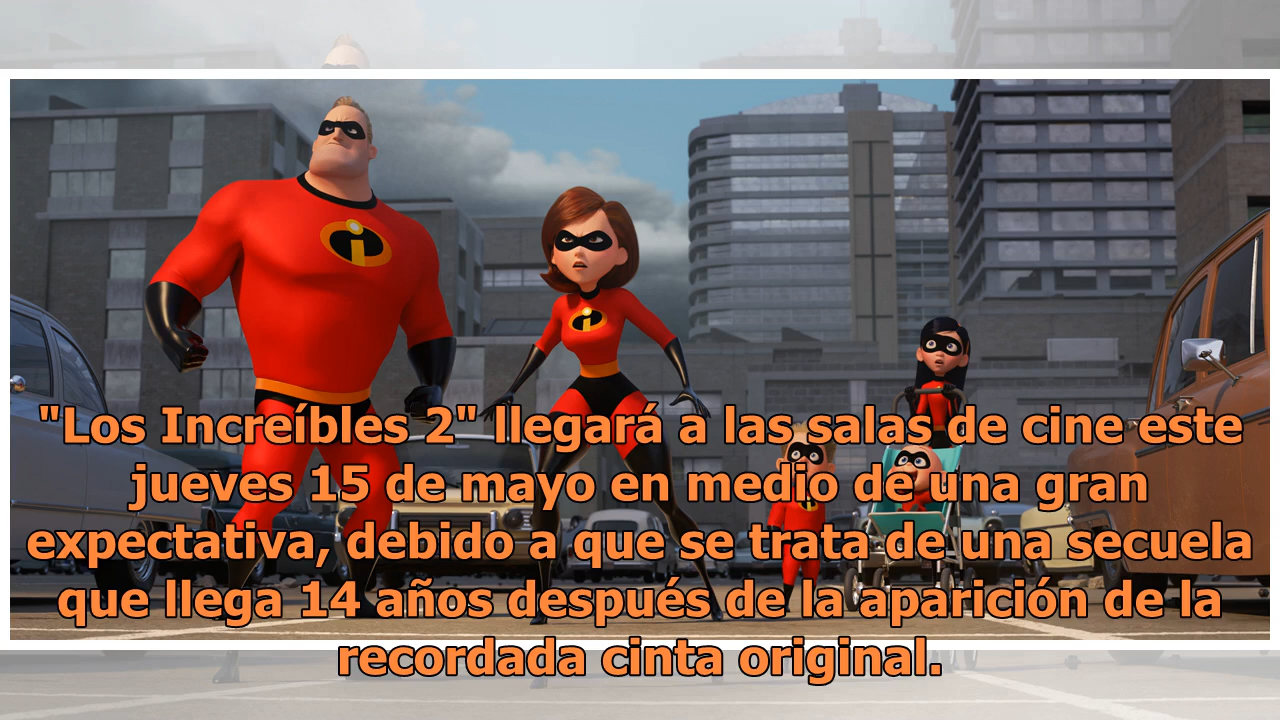 "Los Increíbles 2" llegará a las salas de cine este
jueves 15 de mayo en medio de una gran
expectativa, debido a que se trata de una secuela
que llega 14 años después de la aparición de la
recordada cinta original.